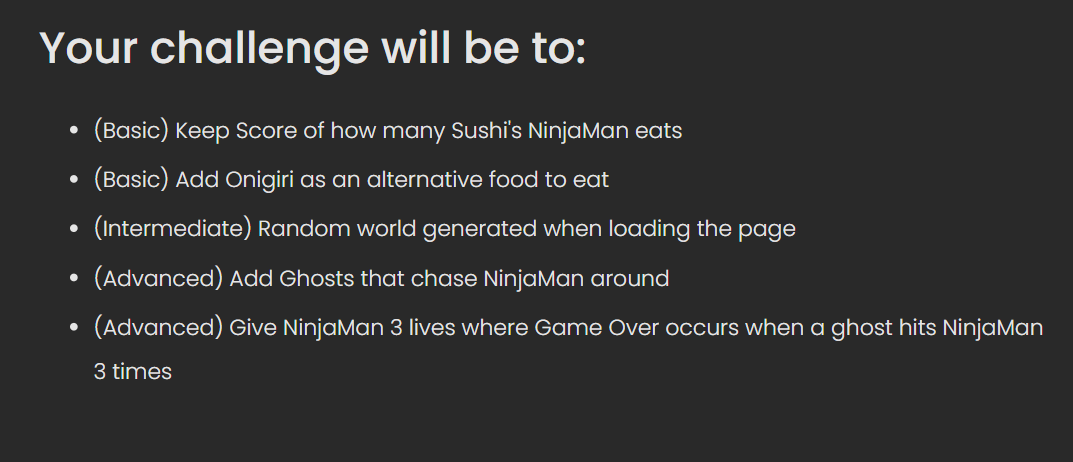 Your challenge will be to:
• (Basic) Keep Score of how many Sushi's NinjaMan eats
• (Basic) Add Onigiri as an alternative food to eat
• (Intermediate) Random world generated when loading the page
• (Advanced) Add Ghosts that chase NinjaMan around
• (Advanced) Give NinjaMan 3 lives where Game Over occurs when a ghost hits NinjaMan
3 times